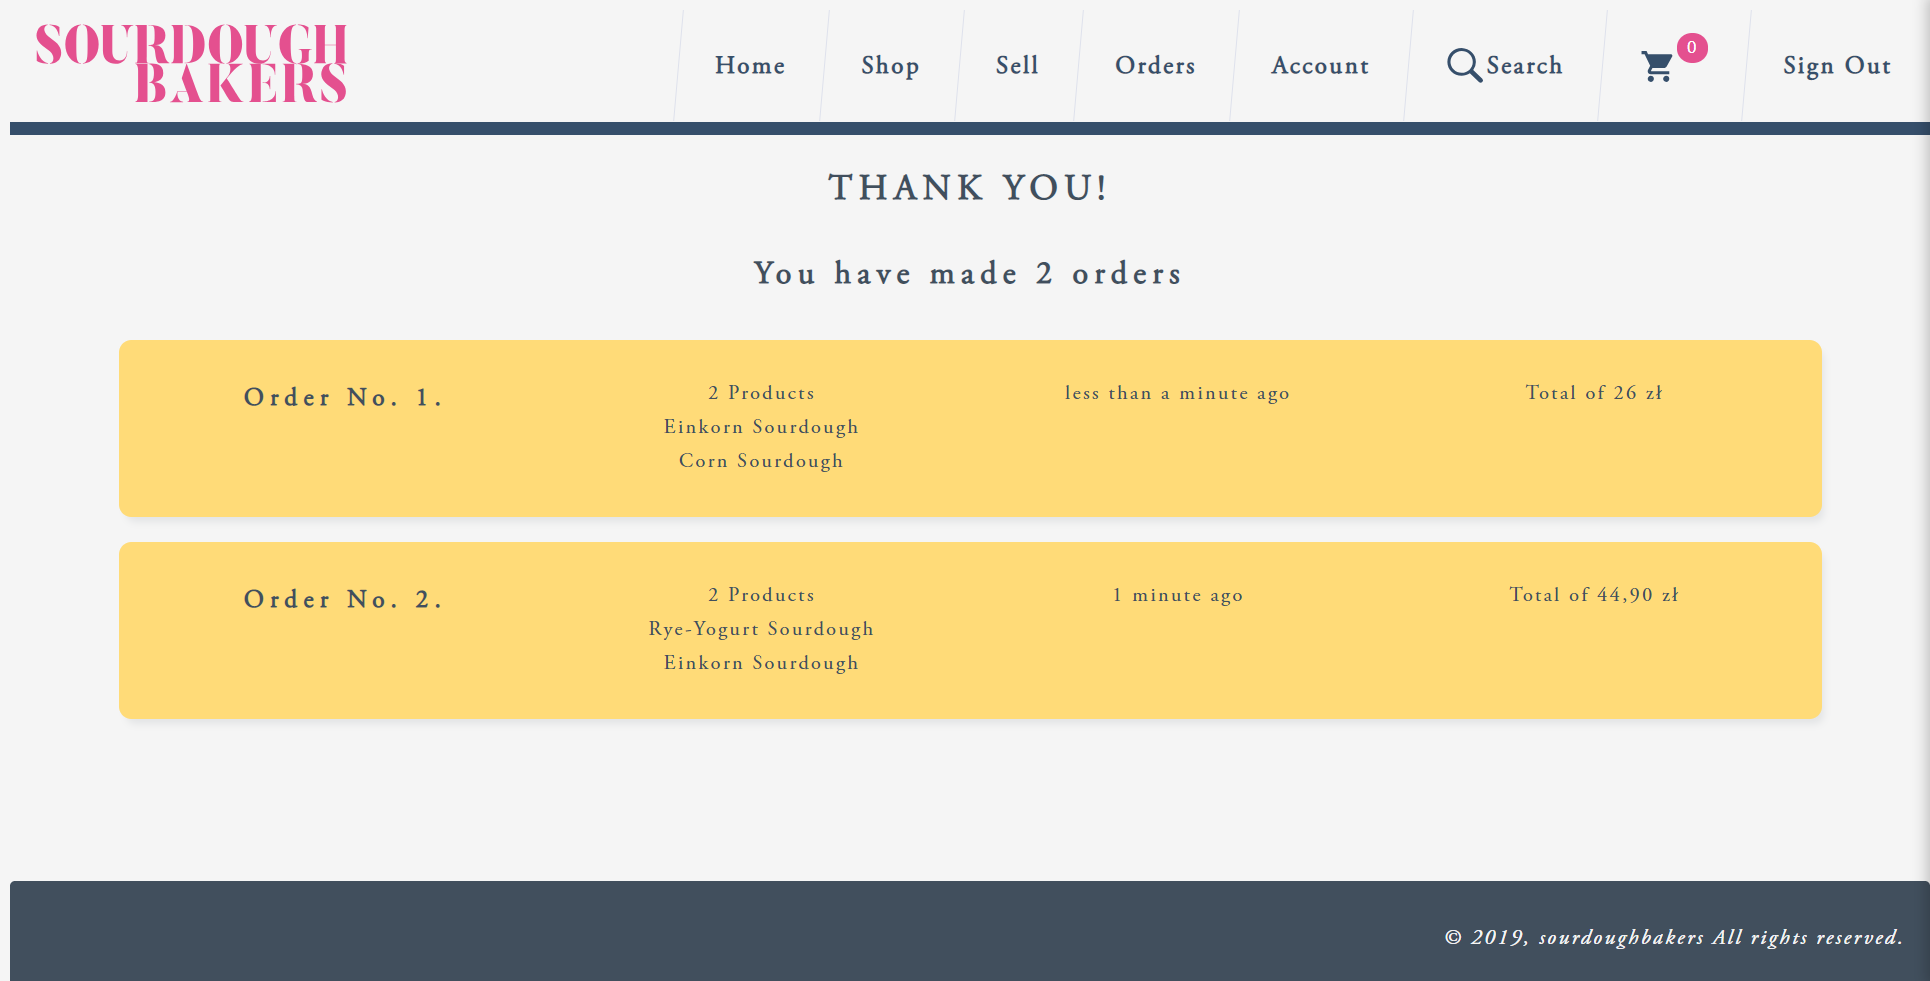 SOURDOUGH
BAKERS
Home
Shop
Sell
Orders
Account
Search
0
Sign Out
THANK YOU!
You have made 2 orders
Order No. 1.
2 Products
Einkorn Sourdough
Corn Sourdough
less than a minute ago
Total of 26 zł
Order No. 2.
2 Products
Rye-Yogurt Sourdough
Einkorn Sourdough
1 minute ago
Total of 44,90 zł
© 2019, sourdoughbakers All rights reserved.